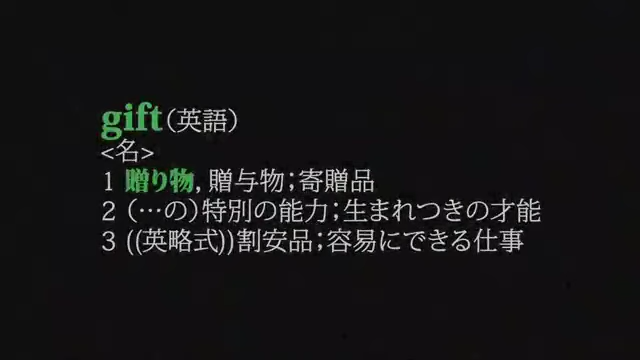 gift（英語）
<名>
1 贈り物, 贈与物；寄贈品
2 （…の）特別の能力；生まれつきの才能
3 ((英略式))割安品；容易にできる仕事